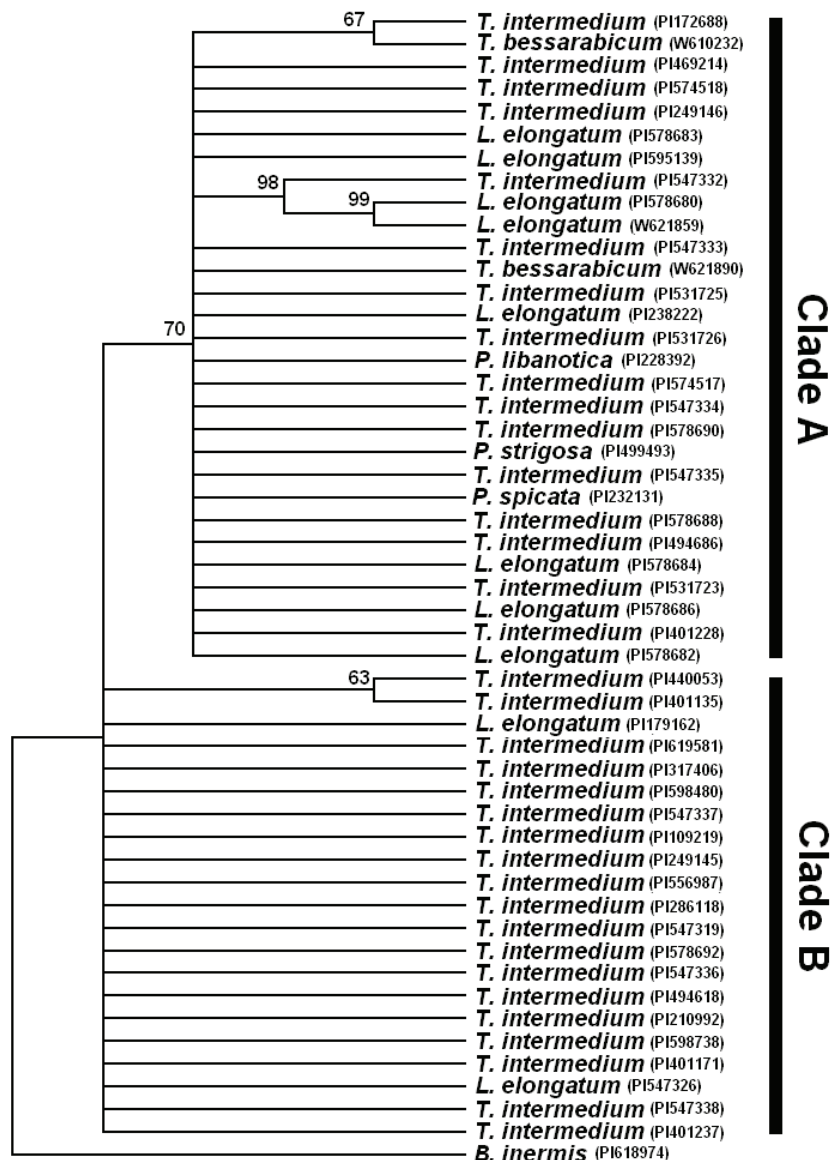 67
T. intermedium (PI172688)
T. bessarabicum (W610232)
T. intermedium (PI469214)
T. intermedium (PI574518)
T. intermedium (PI249146)
L. elongatum (PI578683)
L. elongatum (PI595139)
98
T. intermedium (PI547332)
99
L. elongatum (PI578680)
L. elongatum (W621859)
T. intermedium (PI547333)
T. bessarabicum (W621890)
T. intermedium (PI531725)
L. elongatum (PI238222)
70
T. intermedium (PI531726)
P. libanotica (PI228392)
T. intermedium (PI574517)
T. intermedium (PI547334)
T. intermedium (PI578690)
P. strigosa (PI499493)
T. intermedium (PI547335)
P. spicata (PI232131)
T. intermedium (PI578688)
T. intermedium (PI494686)
L. elongatum (PI578684)
T. intermedium (PI531723)
L. elongatum (PI578686)
T. intermedium (PI401228)
L. elongatum (PI578682)
Clade A
63
T. intermedium (PI440053)
T. intermedium (PI401135)
L. elongatum (PI179162)
T. intermedium (PI619581)
T. intermedium (PI317406)
T. intermedium (PI598480)
T. intermedium (PI547337)
T. intermedium (PI109219)
T. intermedium (PI249145)
T. intermedium (PI556987)
T. intermedium (PI286118)
T. intermedium (PI547319)
T. intermedium (PI578692)
T. intermedium (PI547336)
T. intermedium (PI494618)
T. intermedium (PI210992)
T. intermedium (PI598738)
T. intermedium (PI401171)
L. elongatum (PI547326)
T. intermedium (PI547338)
T. intermedium (PI401237)
Clade B
B. inermis (PI618974)